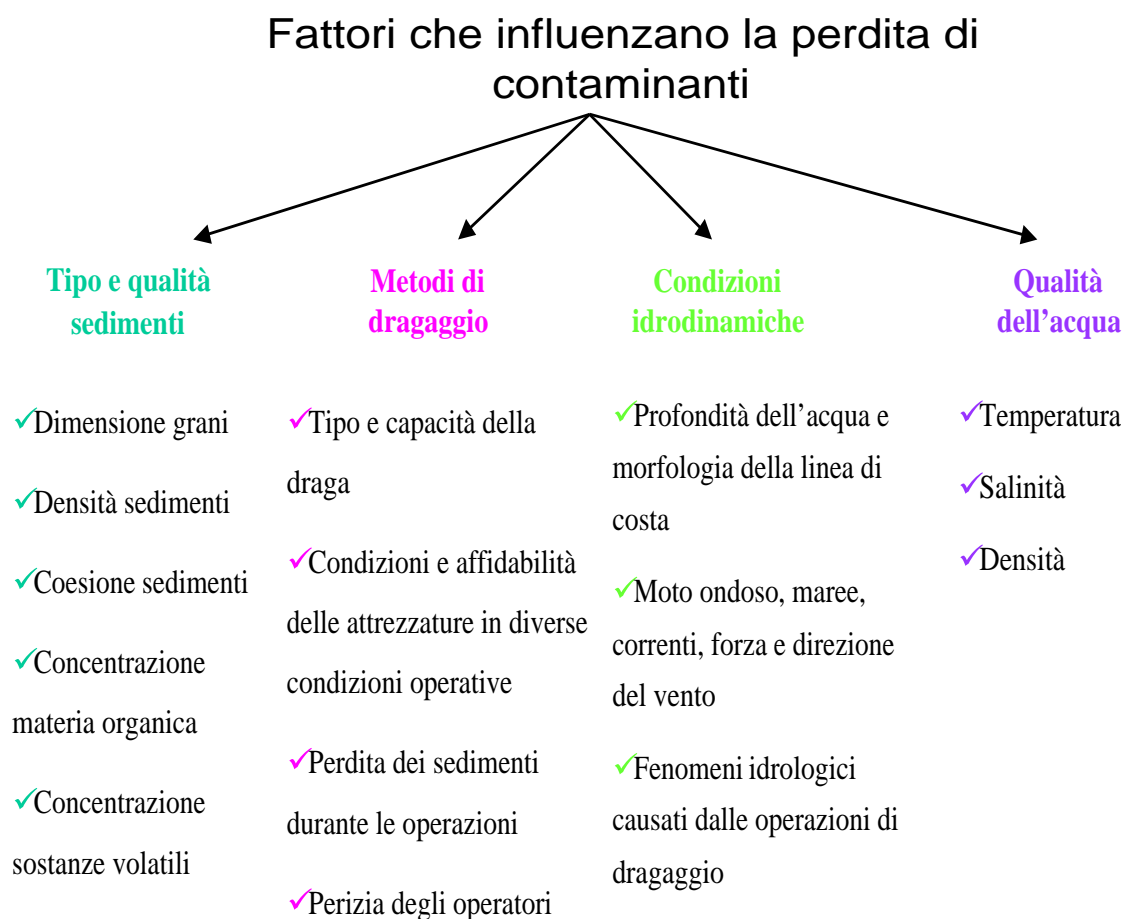 Fattori che influenzano la perdita di
contaminanti
Tipo e qualità
sedimenti
✓Dimensione grani
✓Densità sedimenti
✓Coesione sedimenti
✓Concentrazione
materia organica
✓Concentrazione
sostanze volatili
Metodi di
dragaggio
✓Tipo e capacità della
draga
✓Condizioni e affidabilità
delle attrezzature in diverse
condizioni operative
✓Perdita dei sedimenti
durante le operazioni
✓Perizia degli operatori
Condizioni
idrodinamiche
✓Profondità dell’acqua e
morfologia della linea di
costa
✓Moto ondoso, maree,
correnti, forza e direzione
del vento
✓Fenomeni idrologici
causati dalle operazioni di
dragaggio
Qualità
dell’acqua
✓Temperatura
✓Salinità
✓Densità